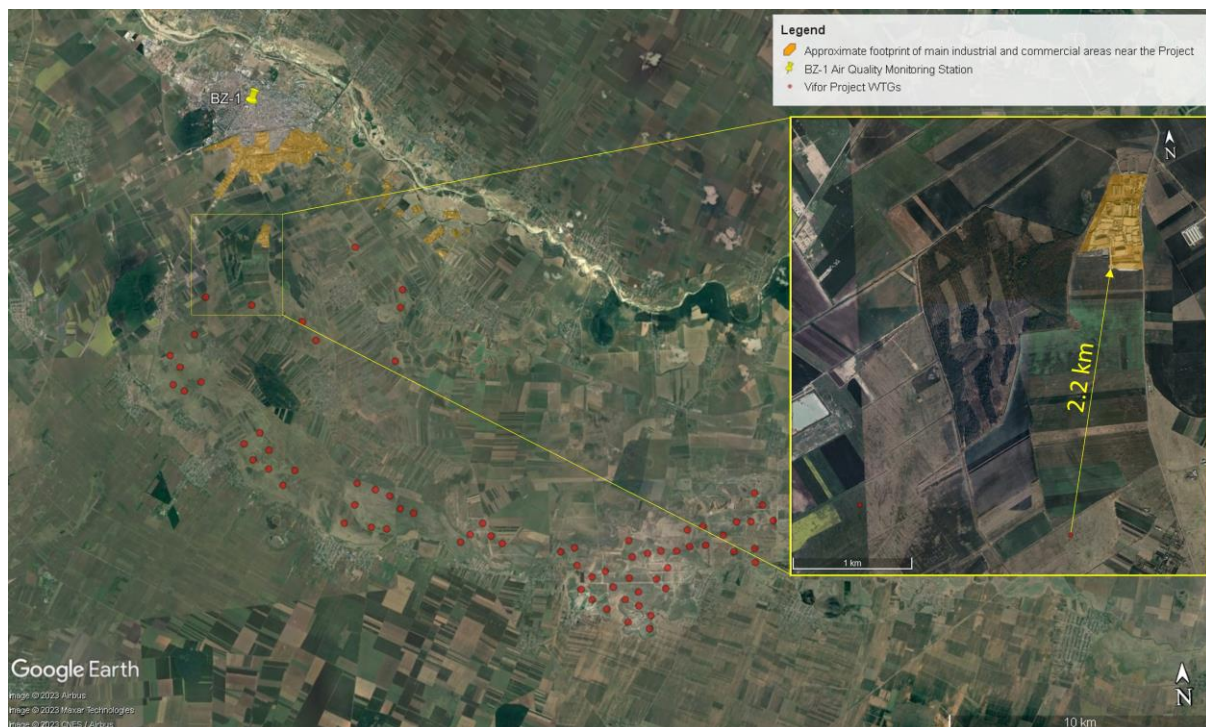 Legend
Approximate footprint of main industrial and commercial areas near the Project
BZ-1 Air Quality Monitoring Station
Vifor Project WTGs
BZ-1
N
2.2 km
1 km
Google Earth
Image © 2023 Airbus
Image © 2023 Maxar Technologies
Image © 2023 CNES / Airbus
N
10 km